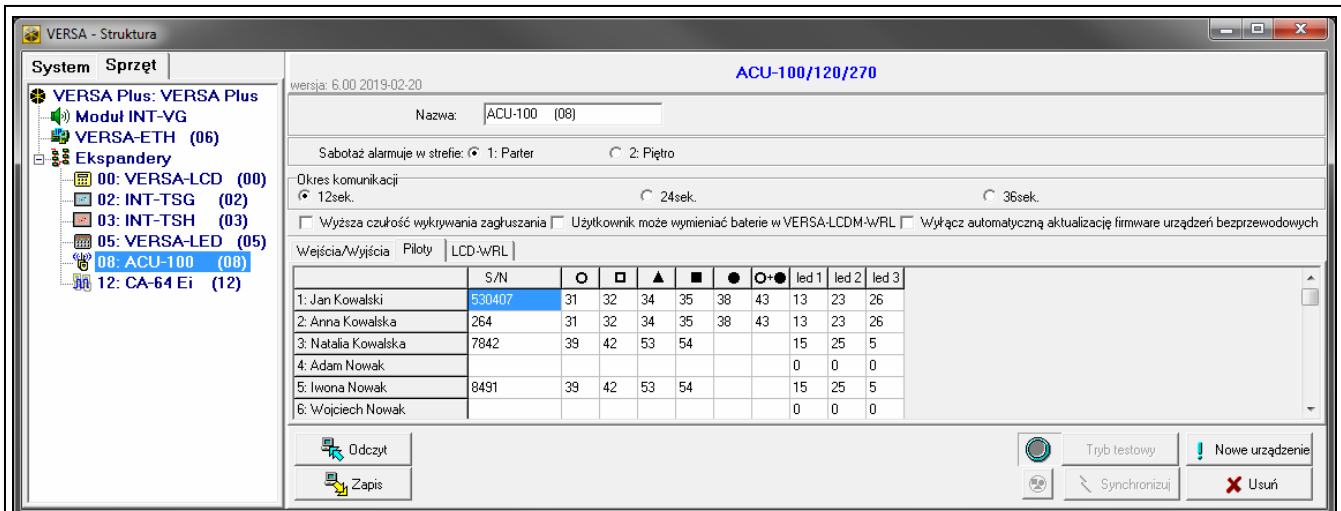 VERSA - Struktura
System Sprzęt
VERSA Plus: VERSA Plus
Moduł INT-VG
VERSA-ETH (06)
Ekspandery
00: VERSA-LCD (00)
02: INT-TSG (02)
03: INT-TSH (03)
05: VERSA-LED (05)
08: ACU-100 (08)
12: CA-64 Ei (12)
wersja: 6.00 2019-02-20
ACU-100/120/270
Nazwa: ACU-100 (08)
Sabotaż alarmuje w strefie: 1: Parter 2: Piętro
Okres komunikacji
12sek. 24sek. 36sek.
Wyższa czułość wykrywania zagłuszania Użytkownik może wymieniać baterie w VERSA-LCDM-WRL Wyłącz automatyczną aktualizację firmware urządzeń bezprzewodowych
Wejścia/Wyjścia Piloty LCD-WRL
S/N led 1 led 2 led 3
1: Jan Kowalski 530407 31 32 34 35 38 43 13 23 26
2: Anna Kowalska 264 31 32 34 35 38 43 13 23 26
3: Natalia Kowalska 7842 39 42 53 54 15 25 5
4: Adam Nowak 0 0 0
5: Iwona Nowak 8491 39 42 53 54 15 25 5
6: Wojciech Nowak 0 0 0
Odczyt Tryb testowy Nowe urządzenie
Zapis Synchronizuj Usuń